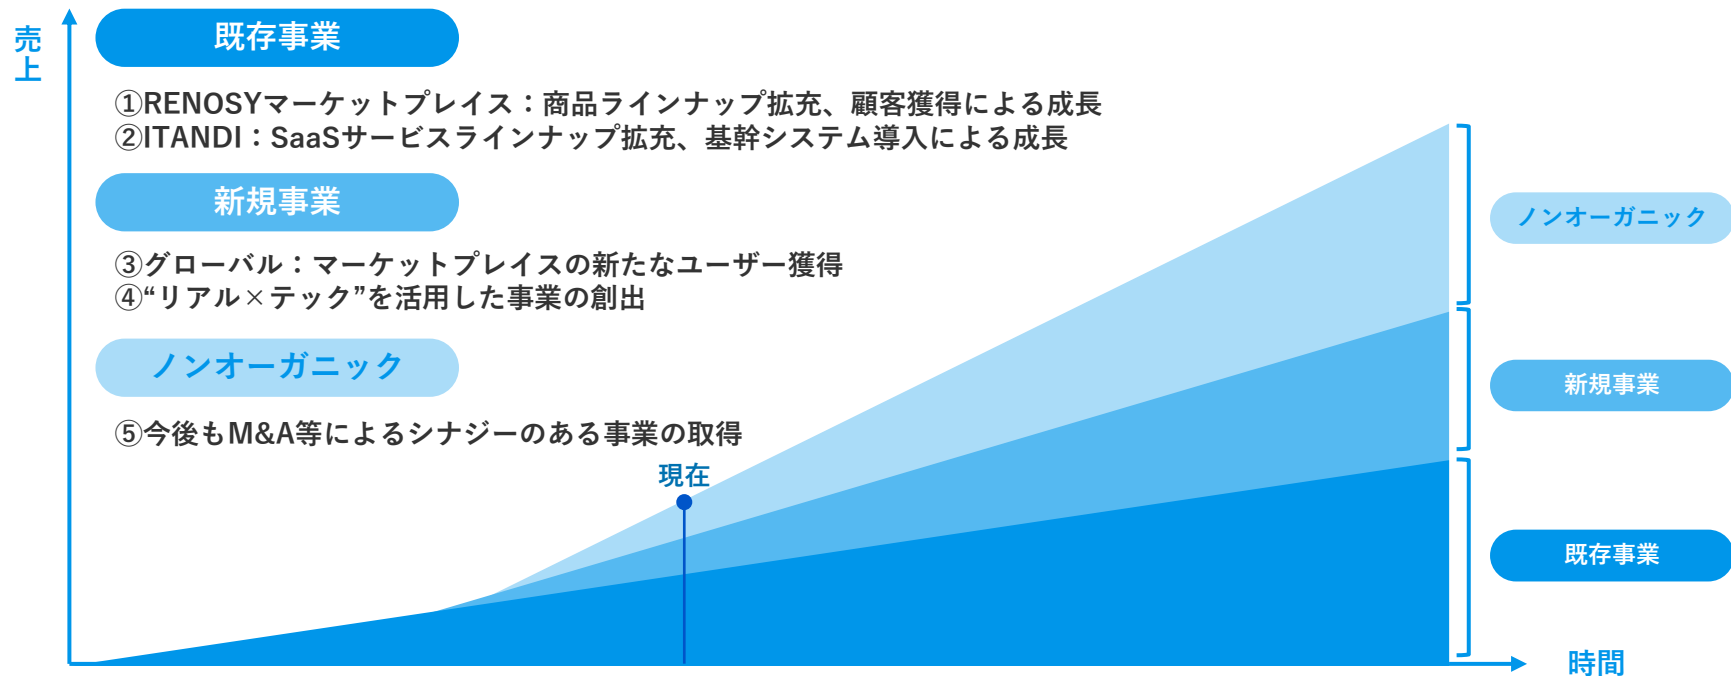 売上
既存事業
①RENOSYマーケットプレイス：商品ラインナップ拡充、顧客獲得による成長
②ITANDI：SaaSサービスラインナップ拡充、基幹システム導入による成長
新規事業
③グローバル：マーケットプレイスの新たなユーザー獲得
④“リアル×テック”を活用した事業の創出
ノンオーガニック
⑤今後もM&A等によるシナジーのある事業の取得
現在
ノンオーガニック
新規事業
既存事業
時間